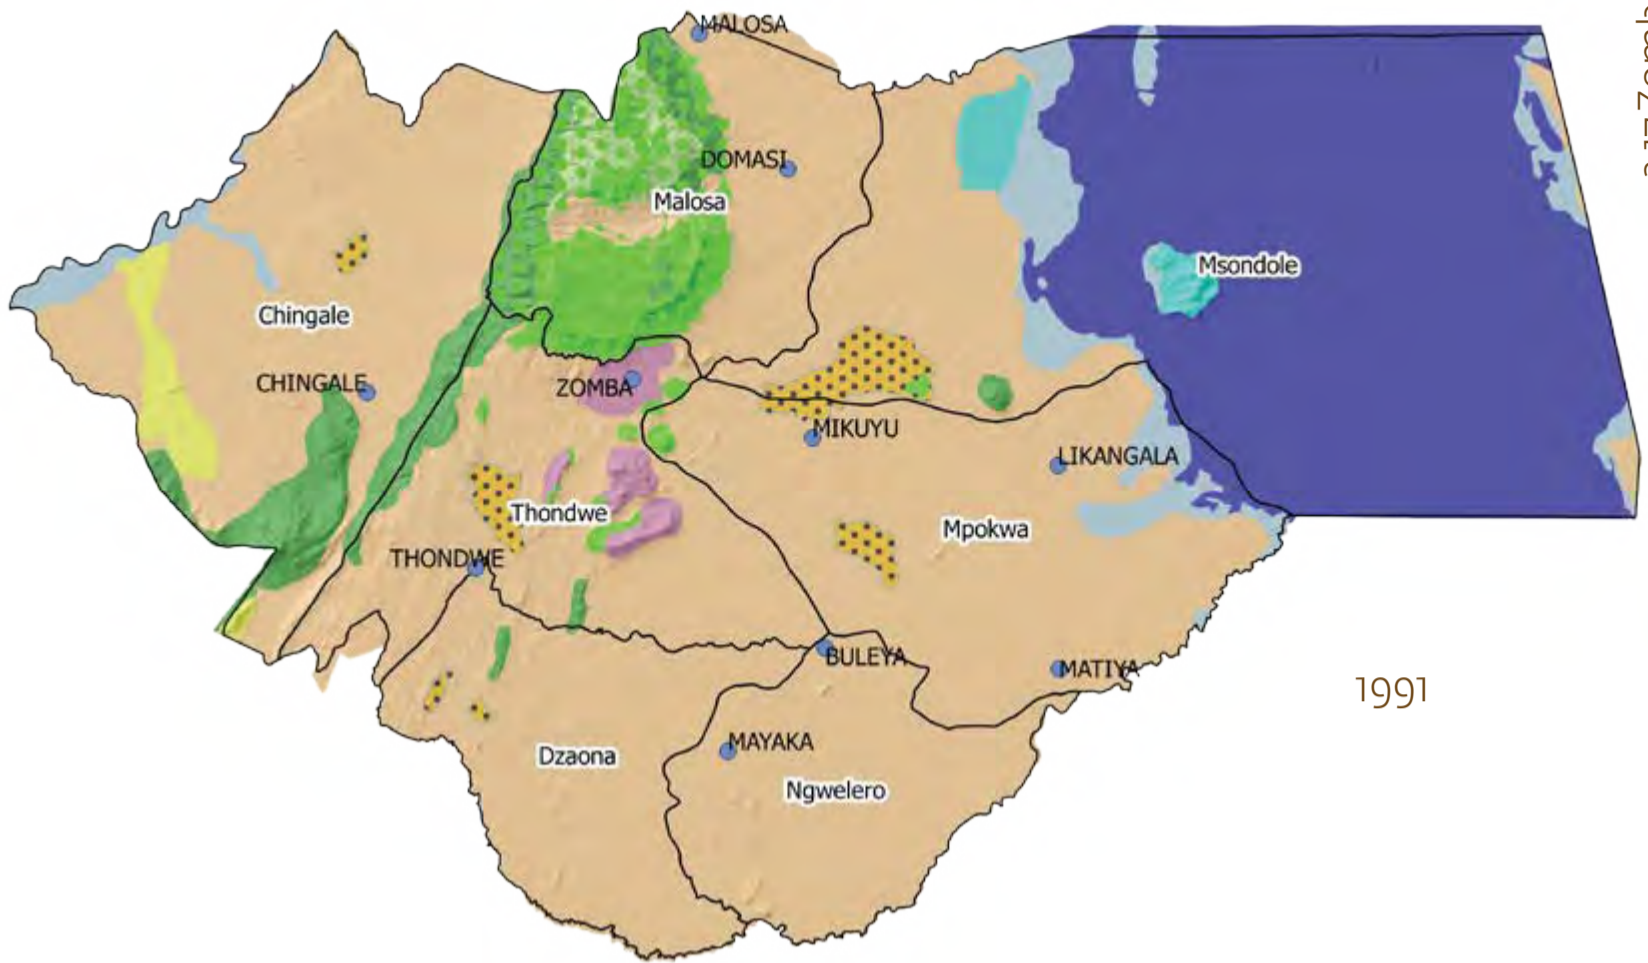 MALOSA
DOMASI
Malosa
Msondole
Chingale
CHINGALE
ZOMBA
MIKUYU
LIKANGALA
Thondwe
Mpokwa
THONDWE
BULEYA
MATIYA
1991
MAYAKA
Dzaona
Ngwelero